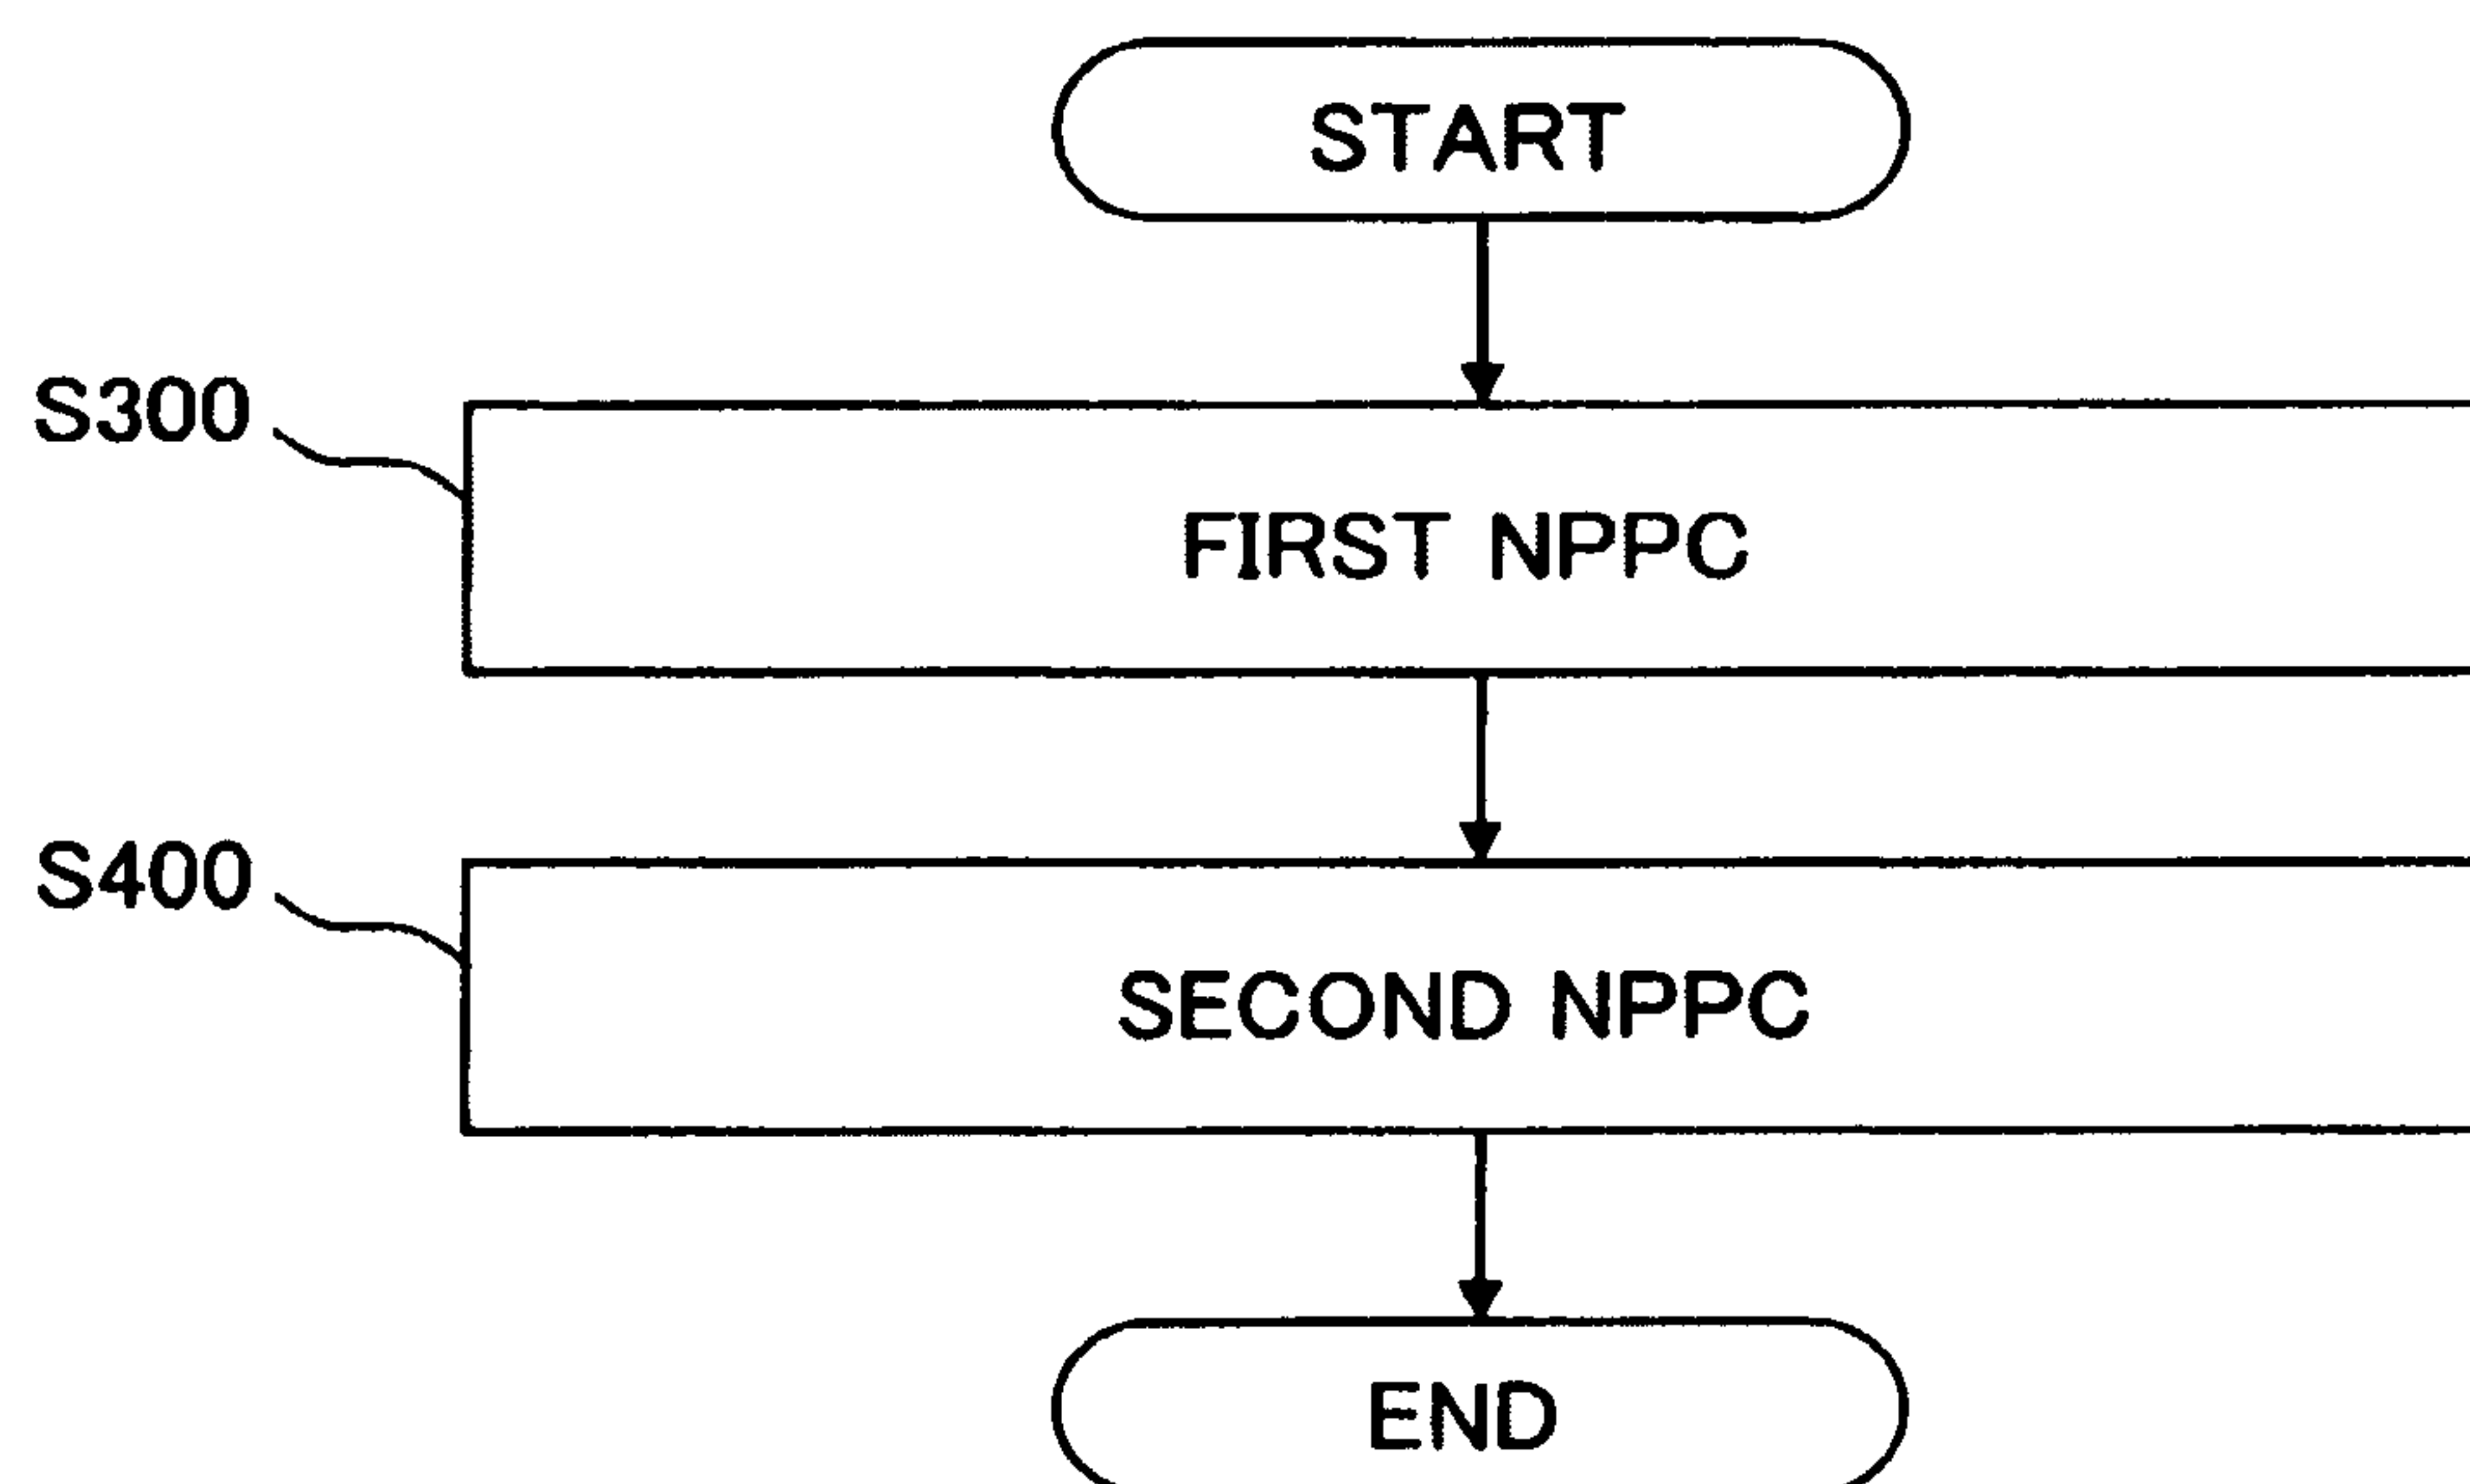 START
S300
FIRST NPPC
S400
SECOND NPPC
END